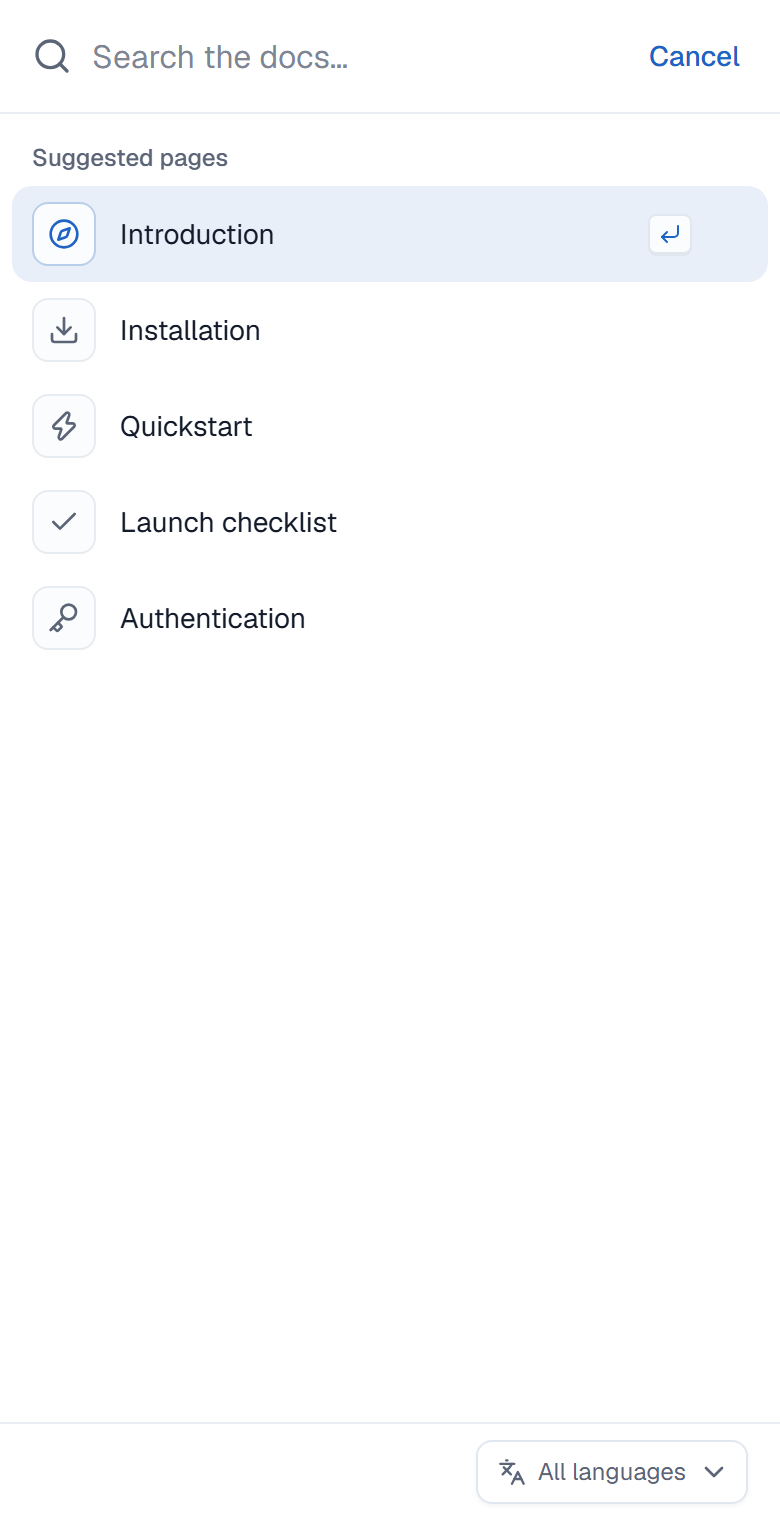 Search the docs...
Cancel
Suggested pages
Introduction
Installation
Quickstart
Launch checklist
Authentication
All languages